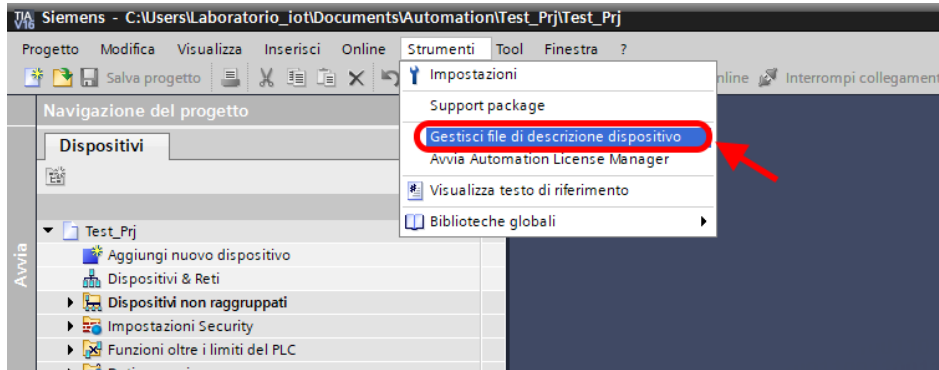 TIA V16 Siemens - C:\Users\Laboratorio_iot\Documents\Automation\Test_Prj\Test_Prj
Progetto Modifica Visualizza Inserisci Online Strumenti Tool Finestra ?
Salva progetto
nline Interrompi collegament
Impostazioni
Support package
Gestisci file di descrizione dispositivo
Avvia Automation License Manager
Visualizza testo di riferimento
Biblioteche globali
Navigazione del progetto
Dispositivi
Avvia
Test_Prj
Aggiungi nuovo dispositivo
Dispositivi & Reti
Dispositivi non raggruppati
Impostazioni Security
Funzioni oltre i limiti del PLC